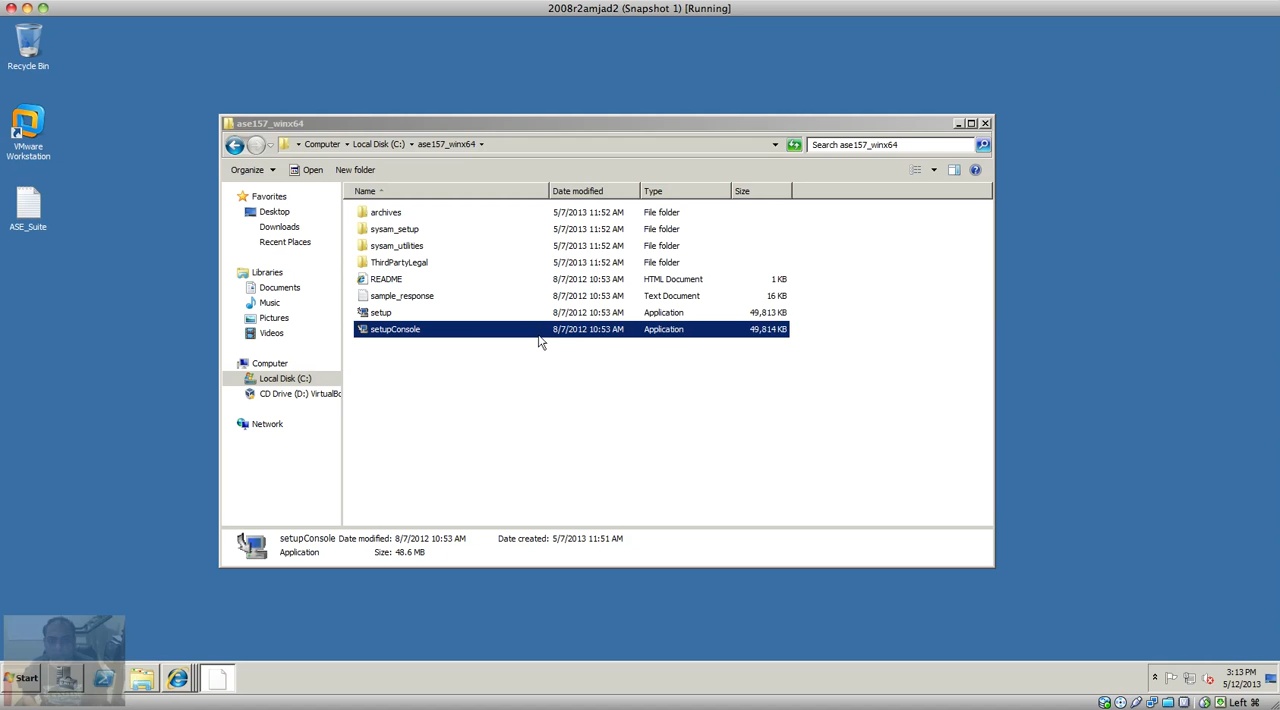 2008r2amjad2 (Snapshot 1) [Running]
Recycle Bin
VMware
Workstation
ASE_Suite
ase157_winx64
Computer
Local Disk (C:)
ase157_winx64
Search ase157_winx64
Organize
Open
New folder
Name
Date modified
Type
Size
Favorites
Desktop
Downloads
Recent Places
Libraries
Documents
Music
Pictures
Videos
Computer
Local Disk (C:)
CD Drive (D:) VirtualBo
Network
archives 5/7/2013 11:52 AM File folder
sysam_setup 5/7/2013 11:52 AM File folder
sysam_utilities 5/7/2013 11:52 AM File folder
ThirdPartyLegal 5/7/2013 11:52 AM File folder
README 8/7/2012 10:53 AM HTML Document 1 KB
sample_response 8/7/2012 10:53 AM Text Document 16 KB
setup 8/7/2012 10:53 AM Application 49,813 KB
setupConsole 8/7/2012 10:53 AM Application 49,814 KB
setupConsole Date modified: 8/7/2012 10:53 AM Date created: 5/7/2013 11:51 AM
Application Size: 48.6 MB
Start
3:13 PM
5/12/2013
Left ⌘